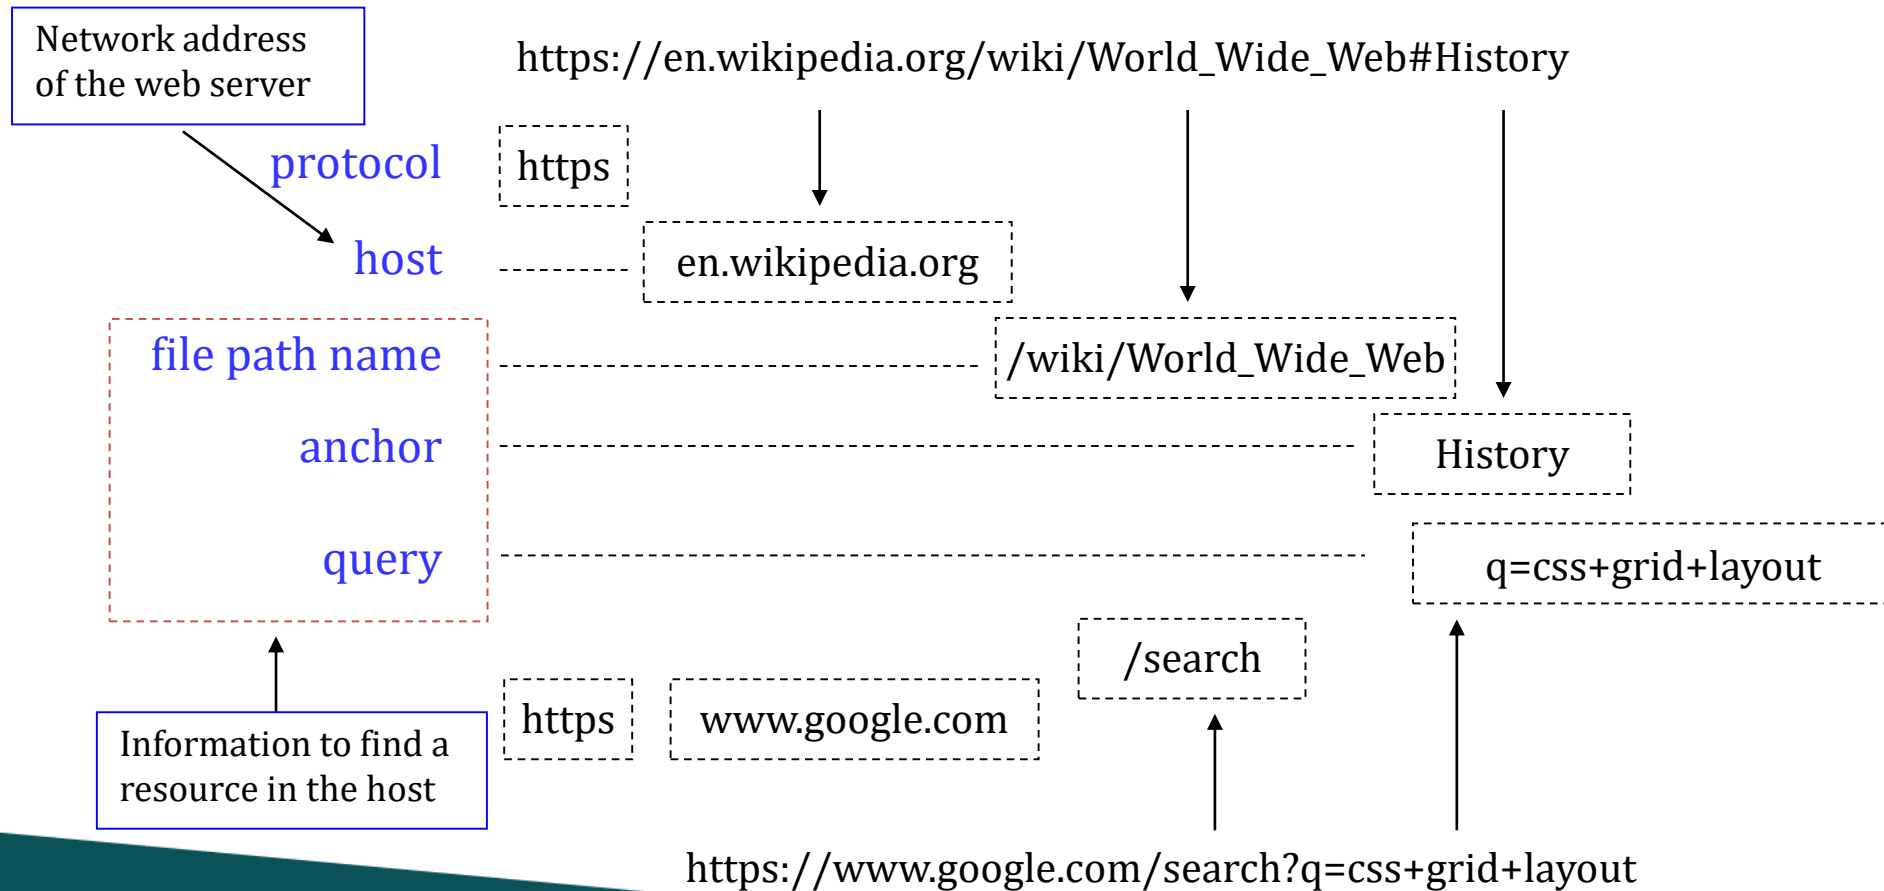 Network address
of the web server
https://en.wikipedia.org/wiki/World_Wide_Web#History
protocol
https
host
en.wikipedia.org
file path name
/wiki/World_Wide_Web
anchor
History
query
q=css+grid+layout
/search
https
www.google.com
Information to find a
resource in the host
https://www.google.com/search?q=css+grid+layout